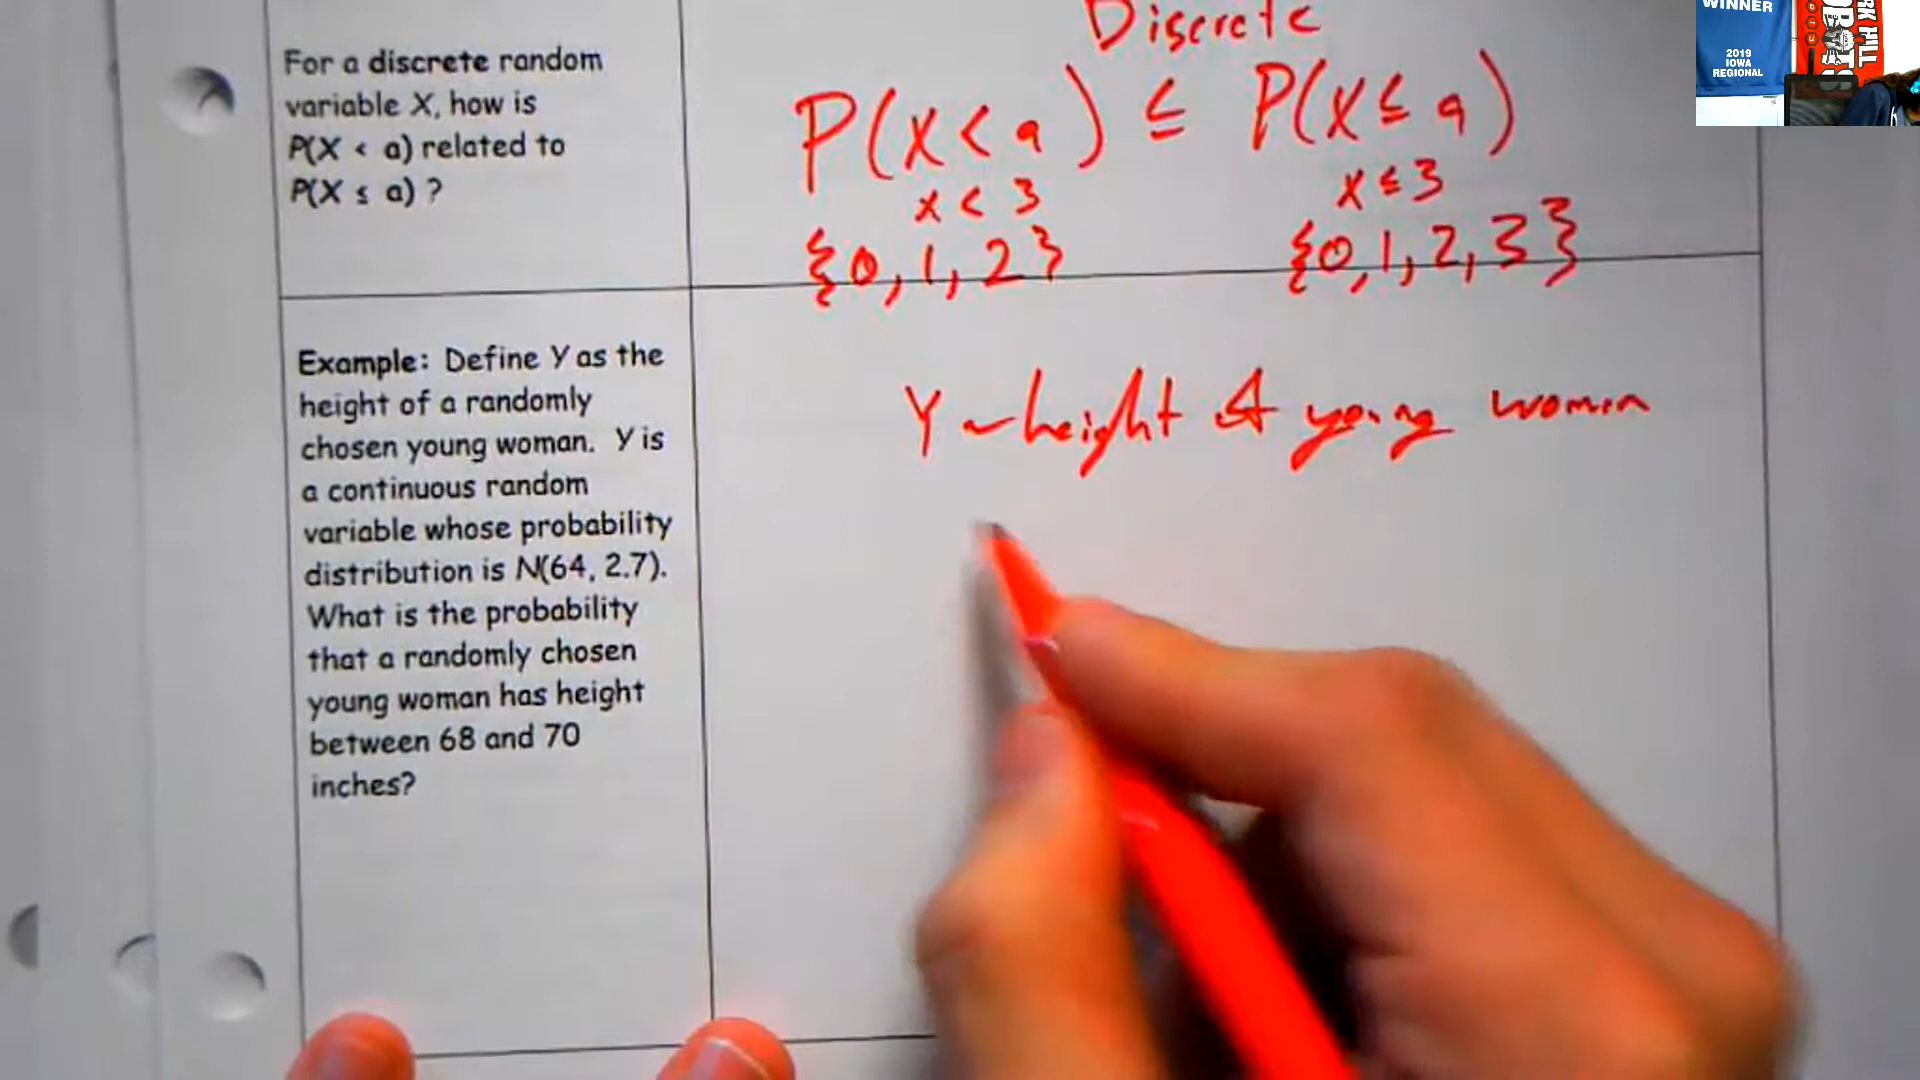 For a discrete random
variable X, how is
P(X < a) related to
P(X ≤ a) ?
Discrete
P(X < a) ≤ P(X ≤ a)
x < 3
x ≤ 3
{0, 1, 2}
{0, 1, 2, 3}
Example: Define Y as the
height of a randomly
chosen young woman. Y is
a continuous random
variable whose probability
distribution is N(64, 2.7).
What is the probability
that a randomly chosen
young woman has height
between 68 and 70
inches?
Y ~ height of young women
WINNER
2019
IOWA
REGIONAL